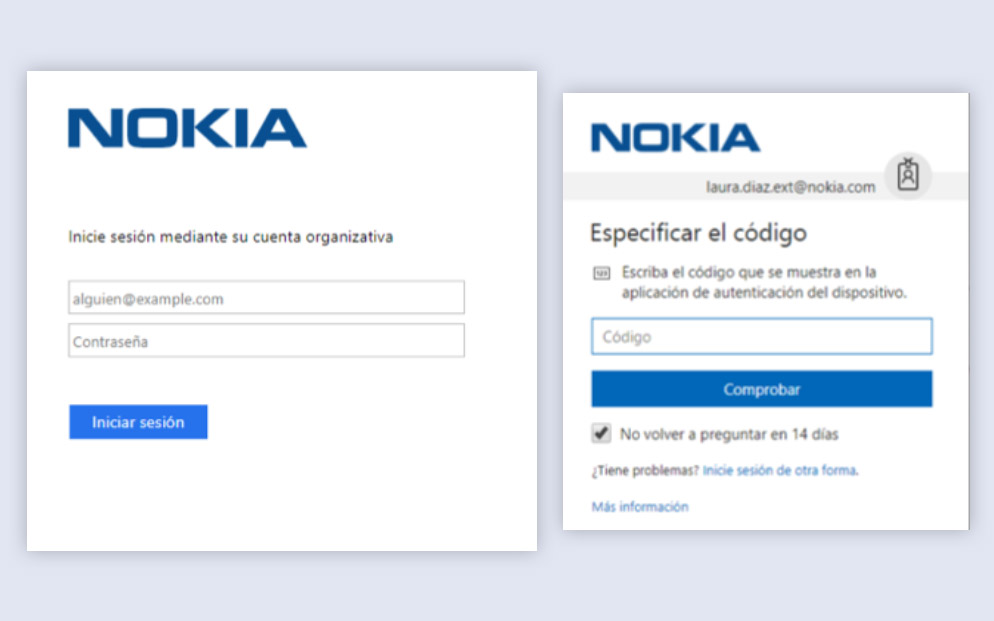 NOKIA
Inicie sesión mediante su cuenta organizativa
alguien@example.com
Contraseña
Iniciar sesión
NOKIA
laura.diaz.ext@nokia.com
Especificar el código
Escriba el código que se muestra en la
aplicación de autenticación del dispositivo.
Código
Comprobar
No volver a preguntar en 14 días
¿Tiene problemas? Inicie sesión de otra forma.
Más información